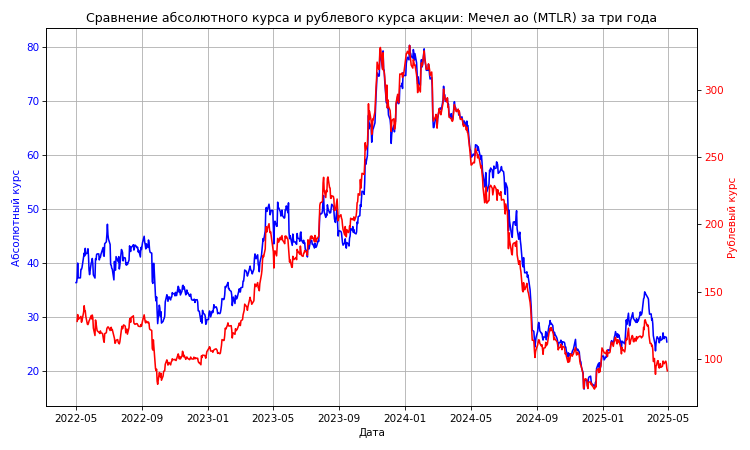 Сравнение абсолютного курса и рублевого курса акции: Мечел ао (MTLR) за три года
Абсолютный курс
80
70
60
50
40
30
20
300
250
200
150
100
Рублевый курс
2022-05 2022-09 2023-01 2023-05 2023-09 2024-01 2024-05 2024-09 2025-01 2025-05
Дата